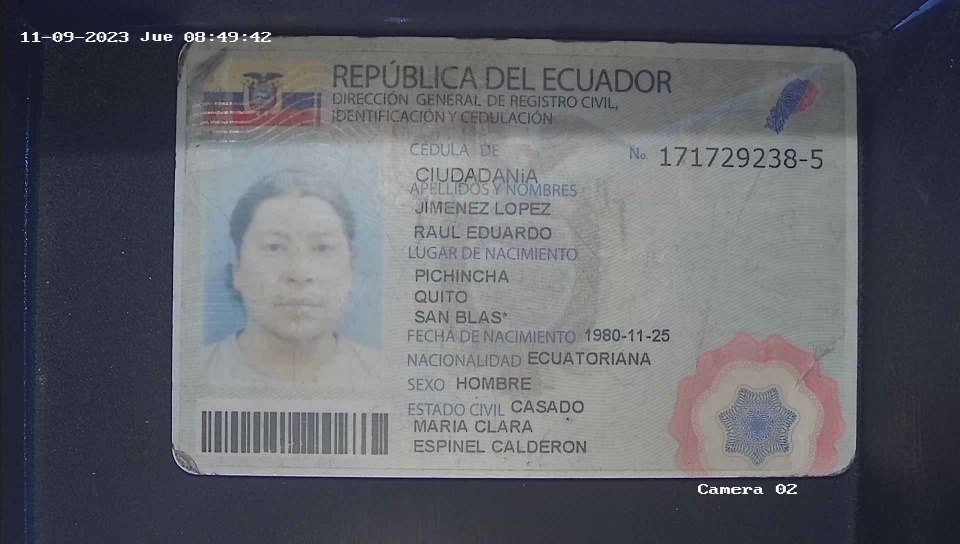 11-09-2023 Jue 08:49:42
REPÚBLICA DEL ECUADOR
DIRECCIÓN GENERAL DE REGISTRO CIVIL,
IDENTIFICACIÓN Y CEDULACIÓN
CÉDULA DE
No. 171729238-5
CIUDADANíA
APELLIDOS Y NOMBRES
JIMENEZ LOPEZ
RAUL EDUARDO
LUGAR DE NACIMIENTO
PICHINCHA
QUITO
SAN BLAS*
FECHA DE NACIMIENTO 1980-11-25
NACIONALIDAD ECUATORIANA
SEXO HOMBRE
ESTADO CIVIL CASADO
MARIA CLARA
ESPINEL CALDERON
Camera 02